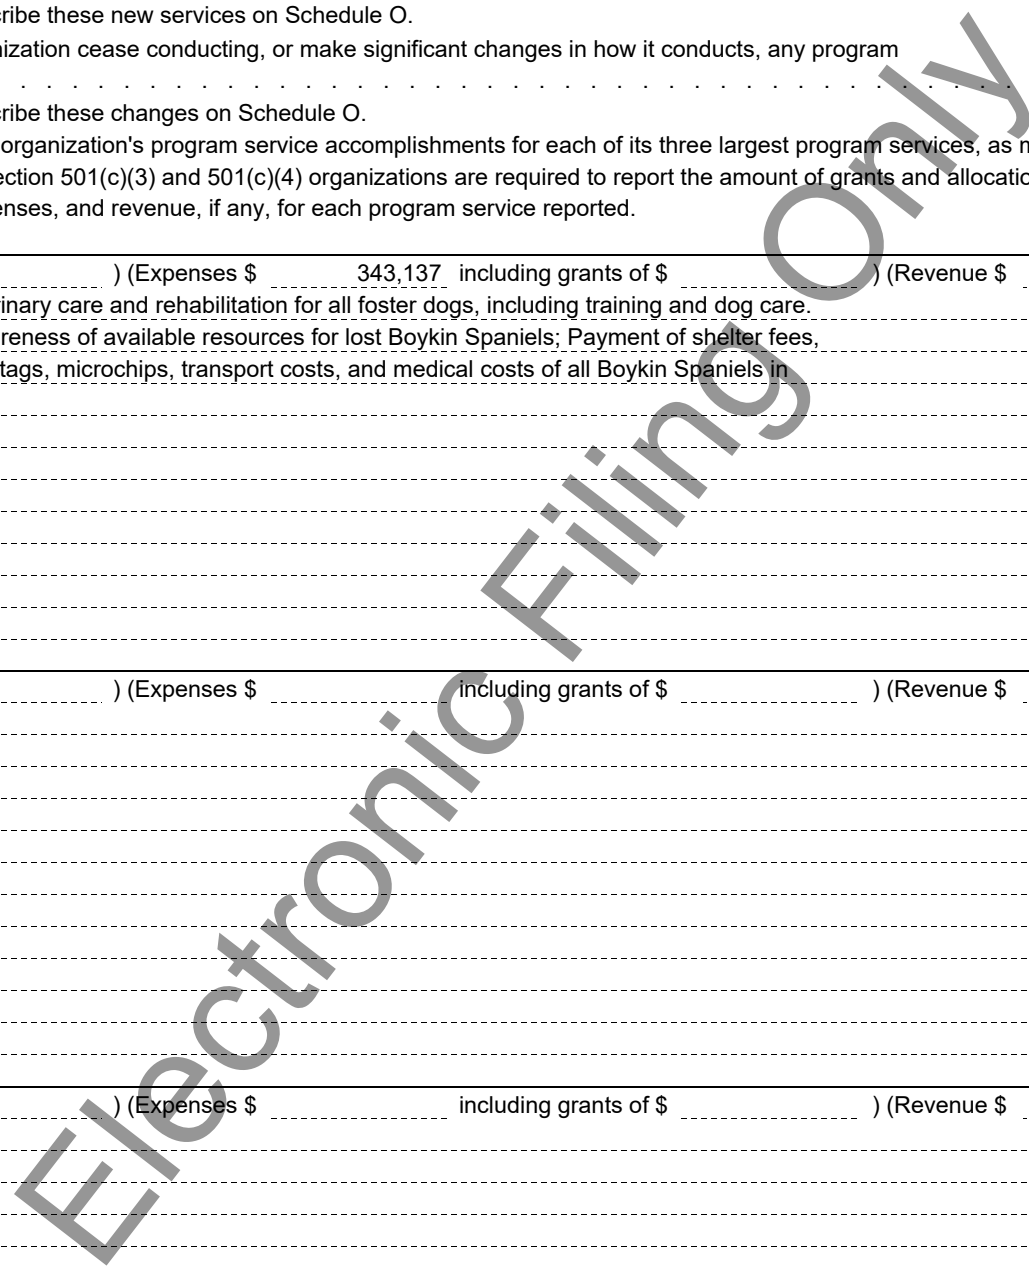 cribe these new services on Schedule O.
nization cease conducting, or make significant changes in how it conducts, any program
. . . . . . . . . . . . . . . . . . . . . . . . . . . . . . . . . . . . . . .
cribe these changes on Schedule O.
organization's program service accomplishments for each of its three largest program services, as m
ection 501(c)(3) and 501(c)(4) organizations are required to report the amount of grants and allocatio
enses, and revenue, if any, for each program service reported.
) (Expenses $ 343,137 including grants of $ ) (Revenue $
rinary care and rehabilitation for all foster dogs, including training and dog care.
reness of available resources for lost Boykin Spaniels; Payment of shelter fees,
tags, microchips, transport costs, and medical costs of all Boykin Spaniels in
) (Expenses $ including grants of $ ) (Revenue $
) (Expenses $ including grants of $ ) (Revenue $
Electronic Filing Only